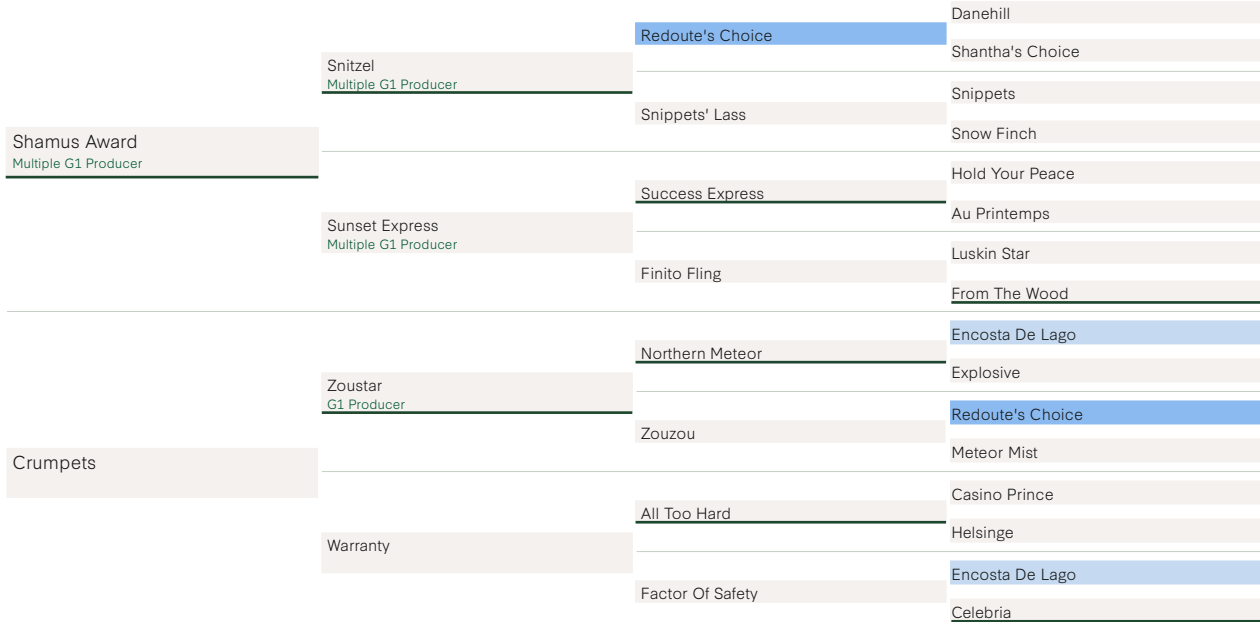 Danehill
Redoute's Choice
Shantha's Choice
Snitzel
Multiple G1 Producer
Snippets
Snippets' Lass
Snow Finch
Shamus Award
Multiple G1 Producer
Hold Your Peace
Success Express
Au Printemps
Sunset Express
Multiple G1 Producer
Luskin Star
Finito Fling
From The Wood
Encosta De Lago
Northern Meteor
Explosive
Zoustar
G1 Producer
Redoute's Choice
Zouzou
Meteor Mist
Crumpets
Casino Prince
All Too Hard
Helsinge
Warranty
Encosta De Lago
Factor Of Safety
Celebria